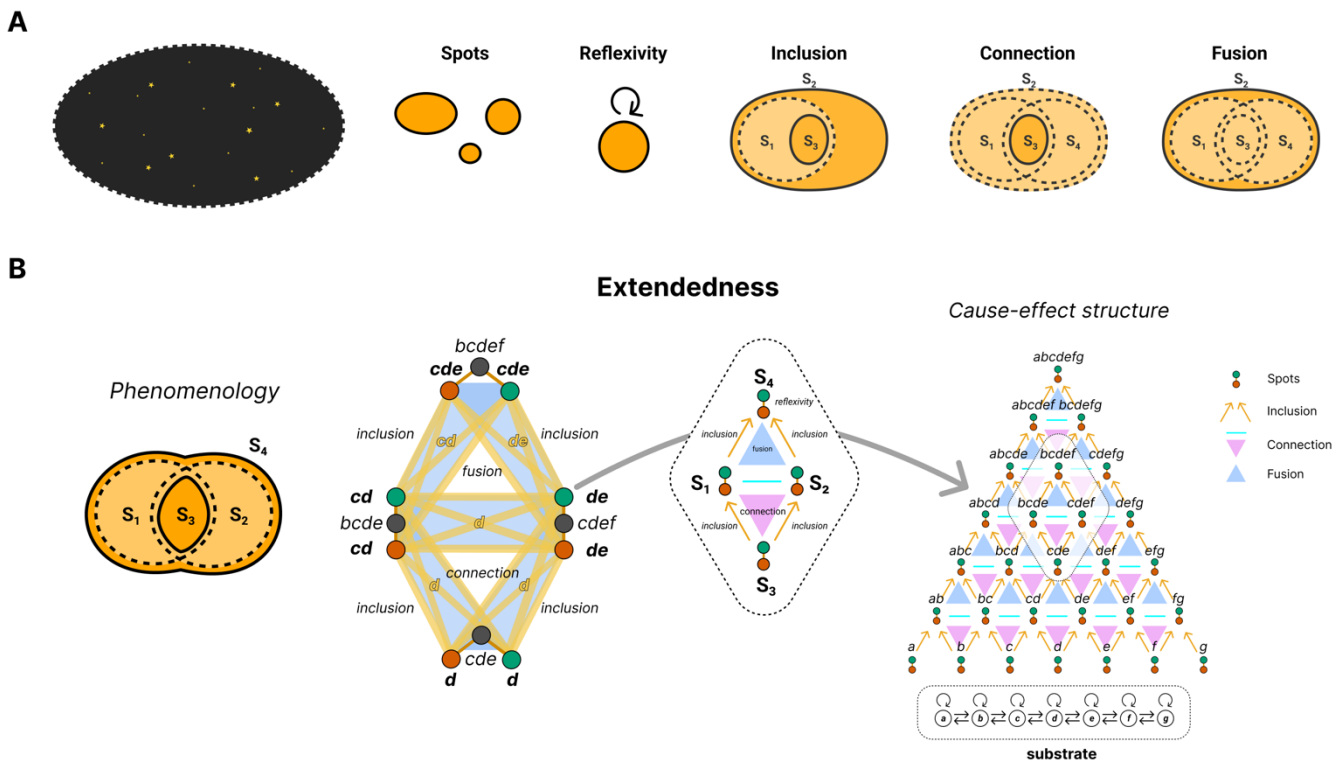 A
Spots
Reflexivity
Inclusion
Connection
Fusion
S2
S1
S3
S2
S1
S3
S4
S2
S1
S3
S4
B
Extendedness
Phenomenology
S4
S1
S3
S2
bcdef
cde cde
inclusion
cd
de
inclusion
fusion
cd
de
bcde
d
cdef
cd
de
connection
d
d
inclusion
inclusion
cde
d
d
S4
reflexivity
inclusion
inclusion
fusion
S1
S2
connection
inclusion
inclusion
S3
Cause-effect structure
abcdefg
abcdef bcdefg
abcde bcdef cdefg
abcd bcde cdef defg
abc bcd cde def efg
ab bc cd de ef fg
a b c d e f g
a b c d e f g
substrate
Spots
Inclusion
Connection
Fusion